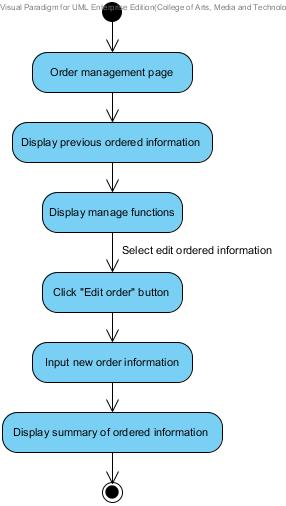 Visual Paradigm for UML Enterprise Edition(College of Arts, Media and Technolo
Order management page
Display previous ordered information
Display manage functions
Select edit ordered information
Click "Edit order" button
Input new order information
Display summary of ordered information